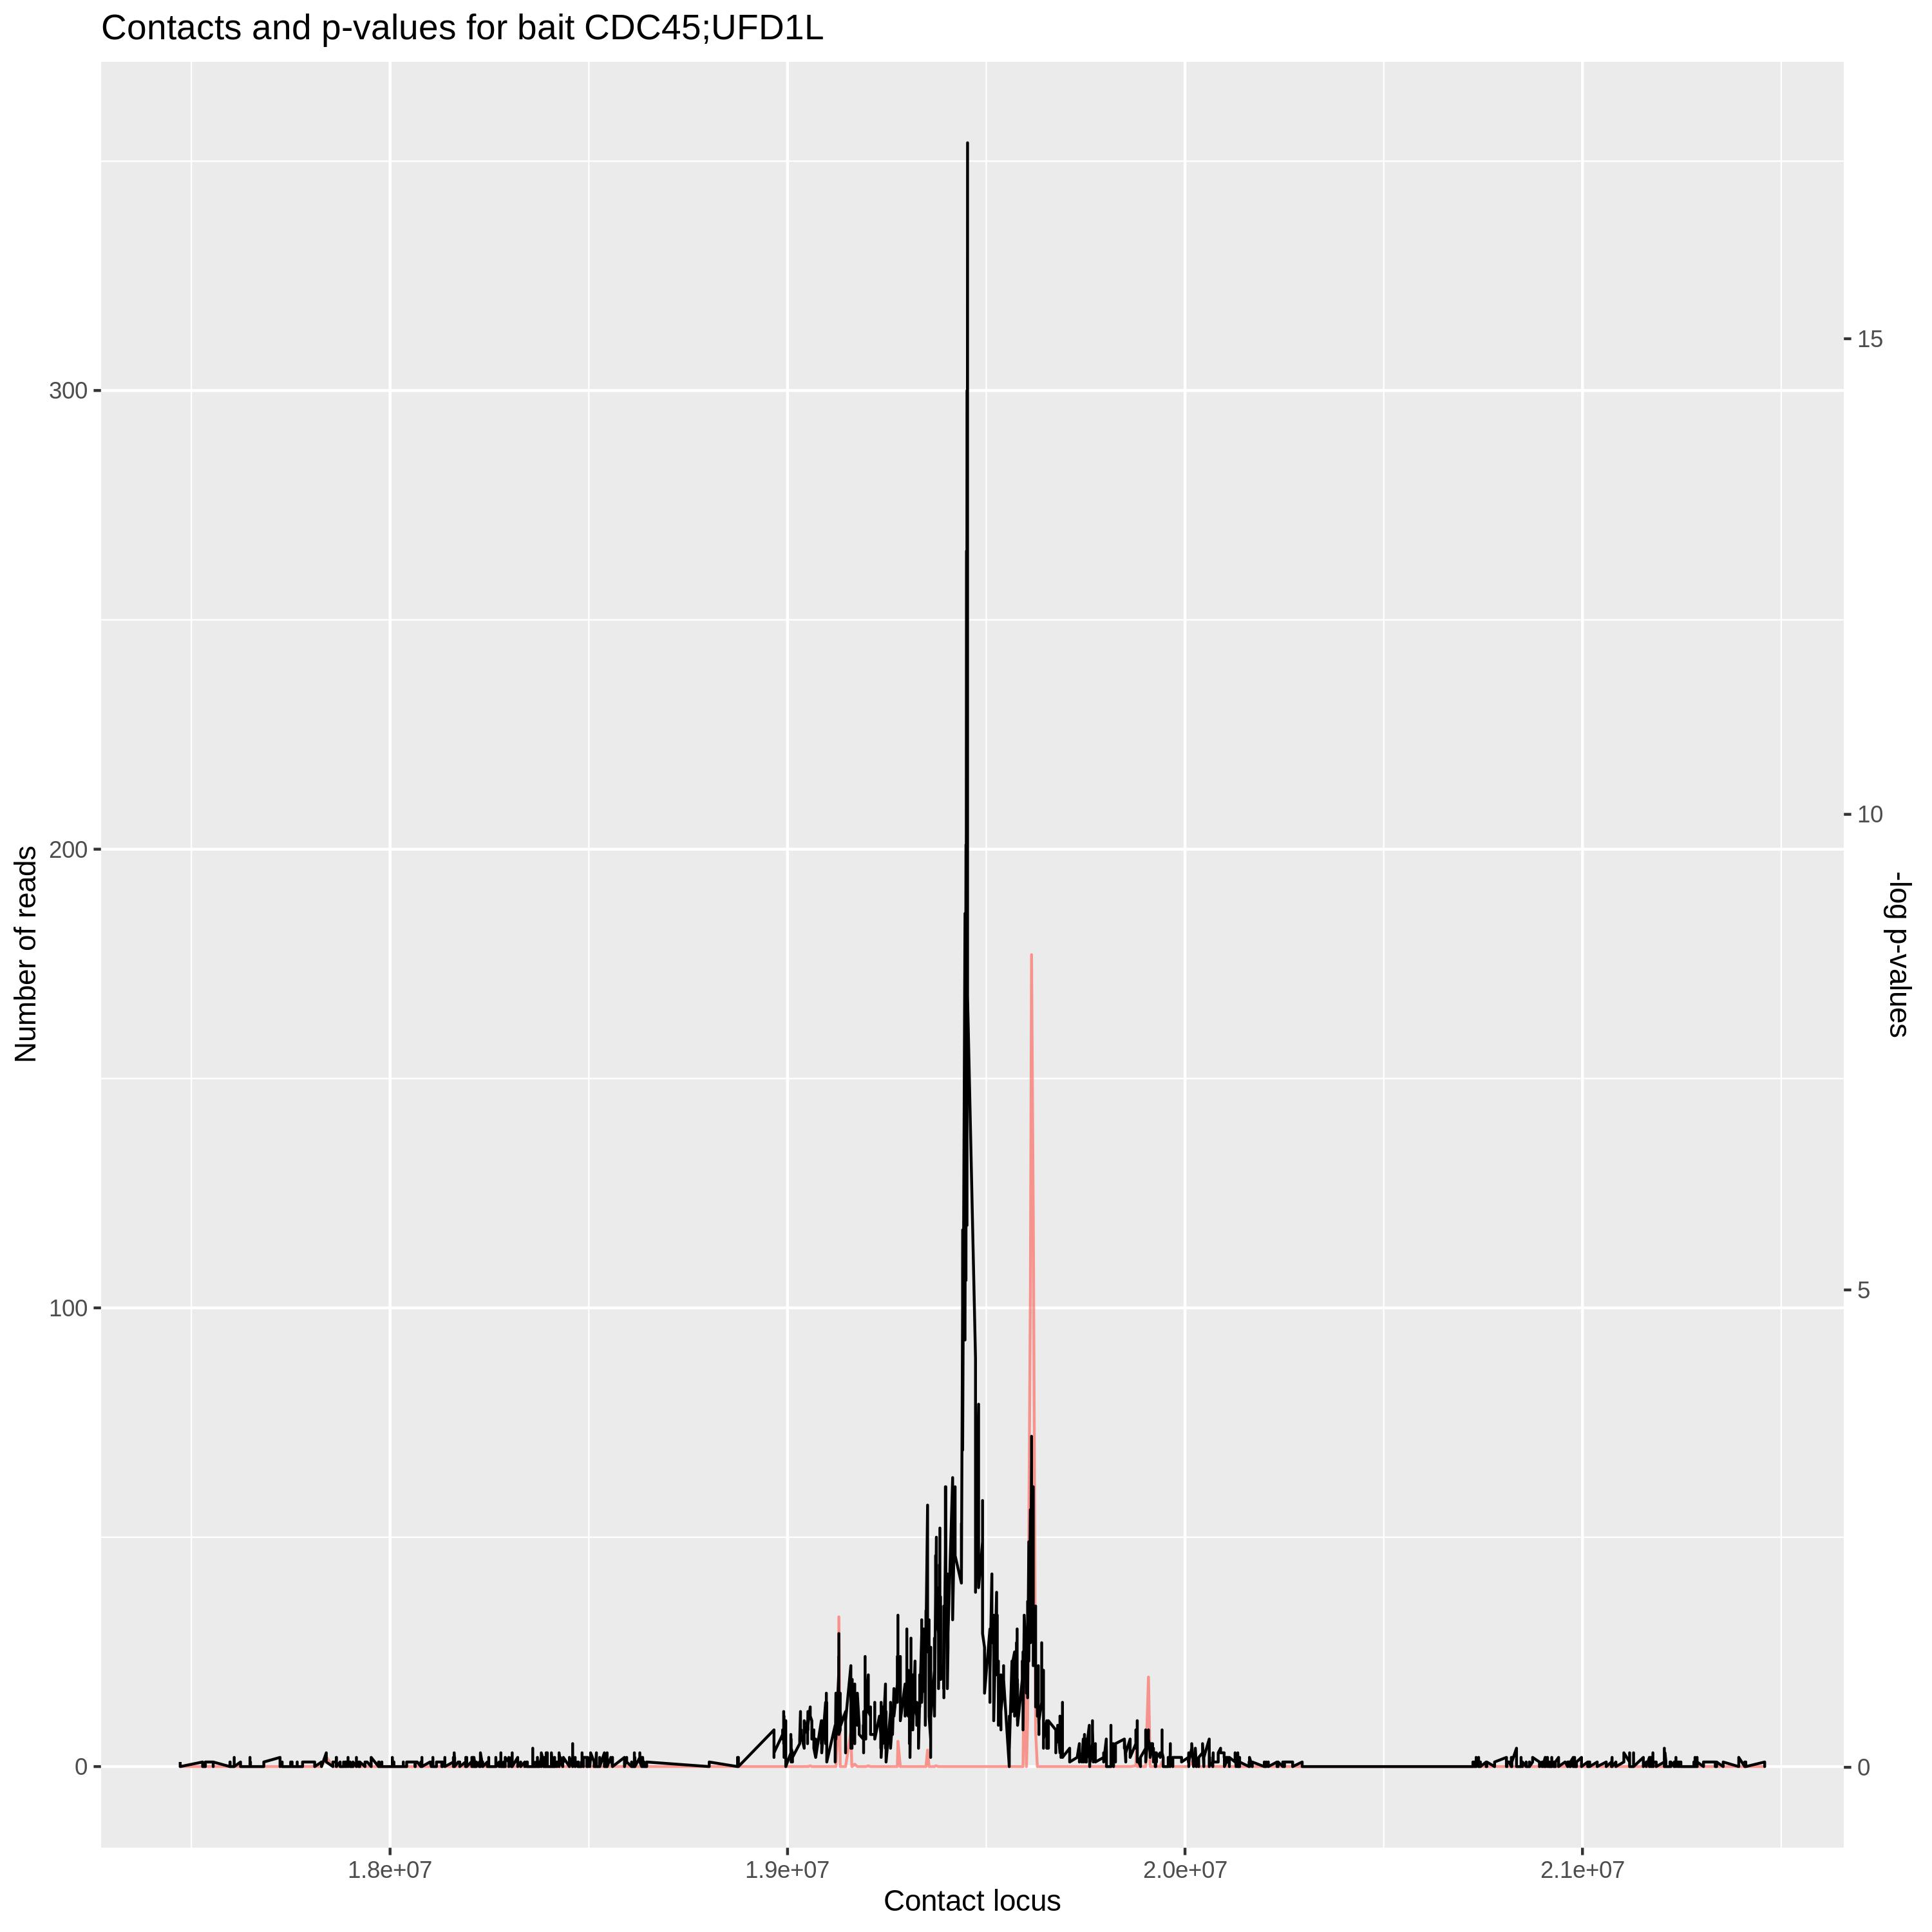 Contacts and p-values for bait CDC45;UFD1L
300
200
100
0
Number of reads
15
10
5
0
-log p-values
1.8e+07
1.9e+07
2.0e+07
2.1e+07
Contact locus